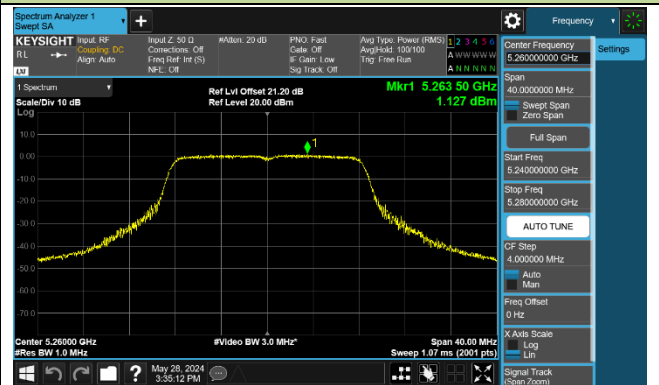 Spectrum Analyzer 1
Swept SA
Frequency
KEYSIGHT
RL
LXI
Input: RF
Coupling: DC
Align: Auto
Input Z: 50 Ω
Corrections: Off
Freq Ref: Int (S)
NFE: Off
#Atten: 20 dB
PNO: Fast
Gate: Off
IF Gain: Low
Sig Track: Off
Avg Type: Power (RMS)
Avg|Hold: 100/100
Trig: Free Run
1 2 3 4 5 6
A W W W W W
A N N N N N
1 Spectrum
Scale/Div 10 dB
Log
Ref Lvl Offset 21.20 dB
Ref Level 20.00 dBm
Mkr1 5.263 50 GHz
1.127 dBm
10.0
0.00
-10.0
-20.0
-30.0
-40.0
-50.0
-60.0
-70.0
1
Center 5.26000 GHz
#Res BW 1.0 MHz
#Video BW 3.0 MHz*
Span 40.00 MHz
Sweep 1.07 ms (2001 pts)
May 28, 2024
3:35:12 PM
Center Frequency
5.260000000 GHz
Settings
Span
40.0000000 MHz
Swept Span
Zero Span
Full Span
Start Freq
5.240000000 GHz
Stop Freq
5.280000000 GHz
AUTO TUNE
CF Step
4.000000 MHz
Auto
Man
Freq Offset
0 Hz
X Axis Scale
Log
Lin
Signal Track
(Span Zoom)